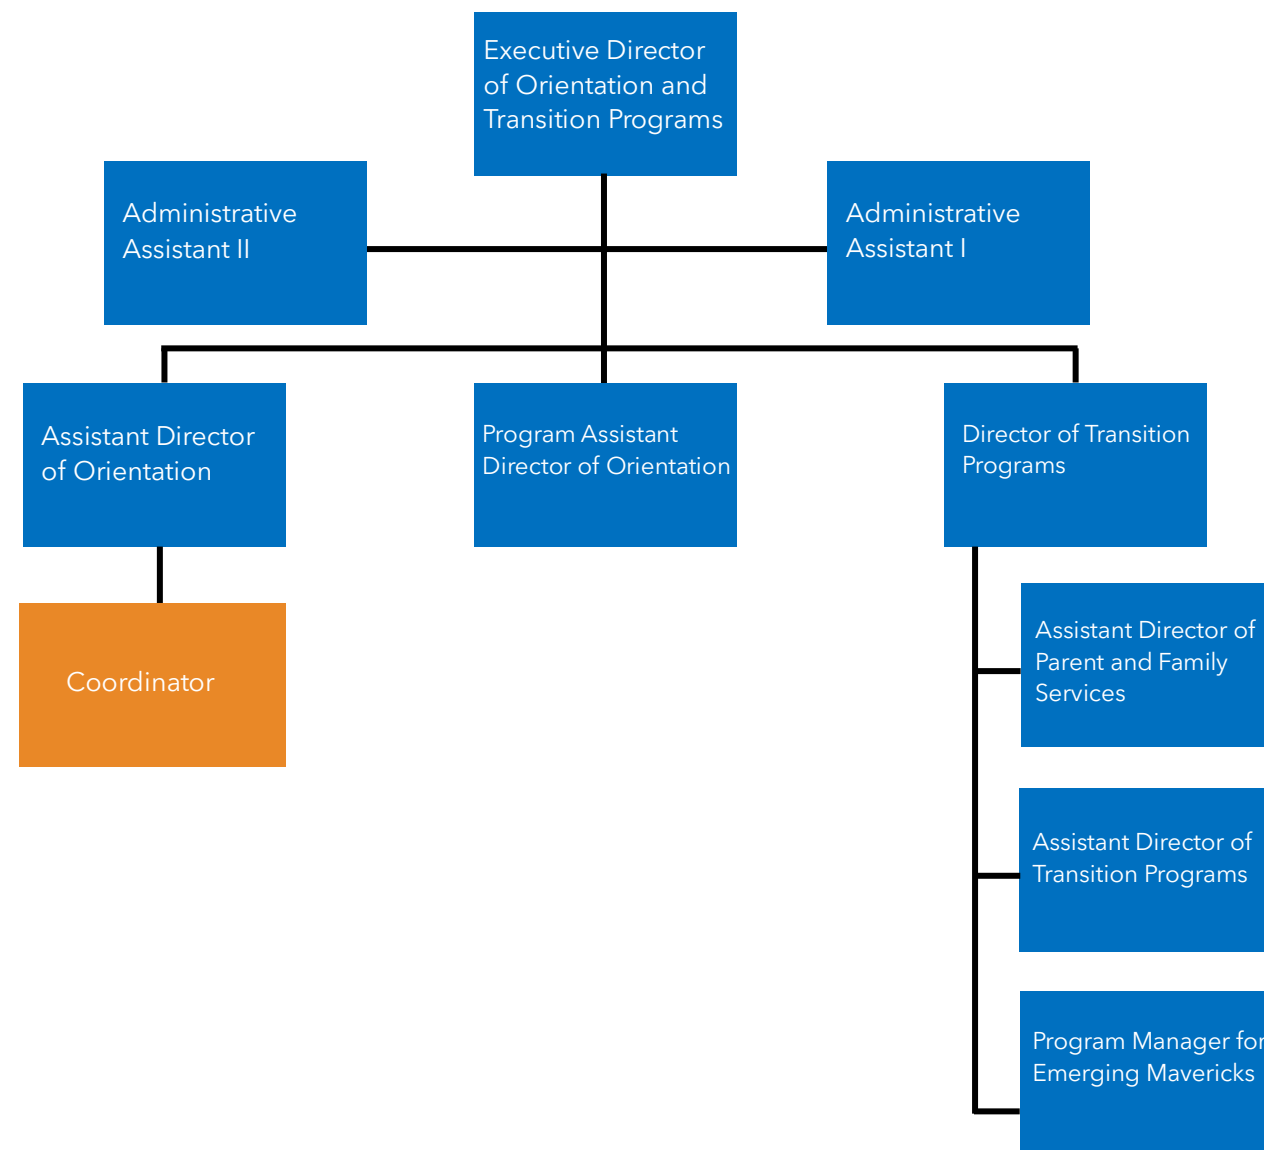 Executive Director
of Orientation and
Transition Programs
Administrative
Assistant II
Administrative
Assistant I
Assistant Director
of Orientation
Program Assistant
Director of Orientation
Director of Transition
Programs
Coordinator
Assistant Director of
Parent and Family
Services
Assistant Director of
Transition Programs
Program Manager for
Emerging Mavericks